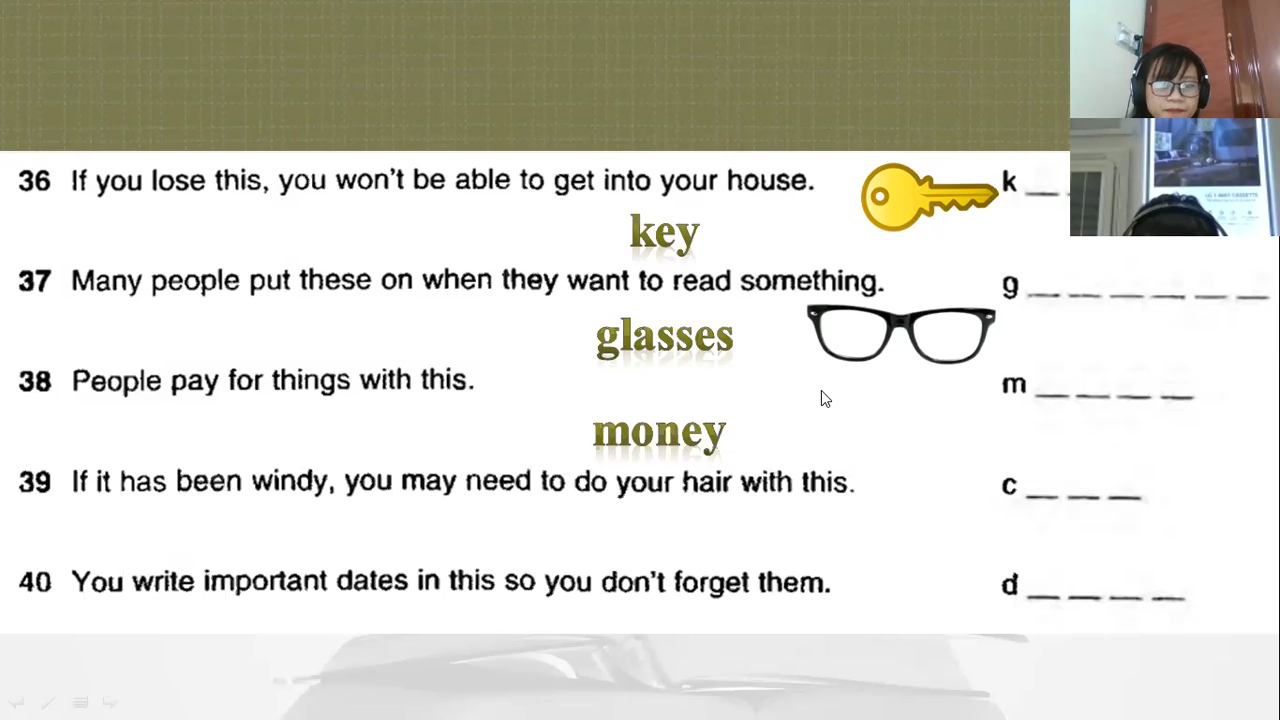 36 If you lose this, you won't be able to get into your house. k _ _
key
37 Many people put these on when they want to read something. g _ _ _ _ _ _
glasses
38 People pay for things with this. m _ _ _ _
money
39 If it has been windy, you may need to do your hair with this. c _ _ _
40 You write important dates in this so you don't forget them. d _ _ _ _